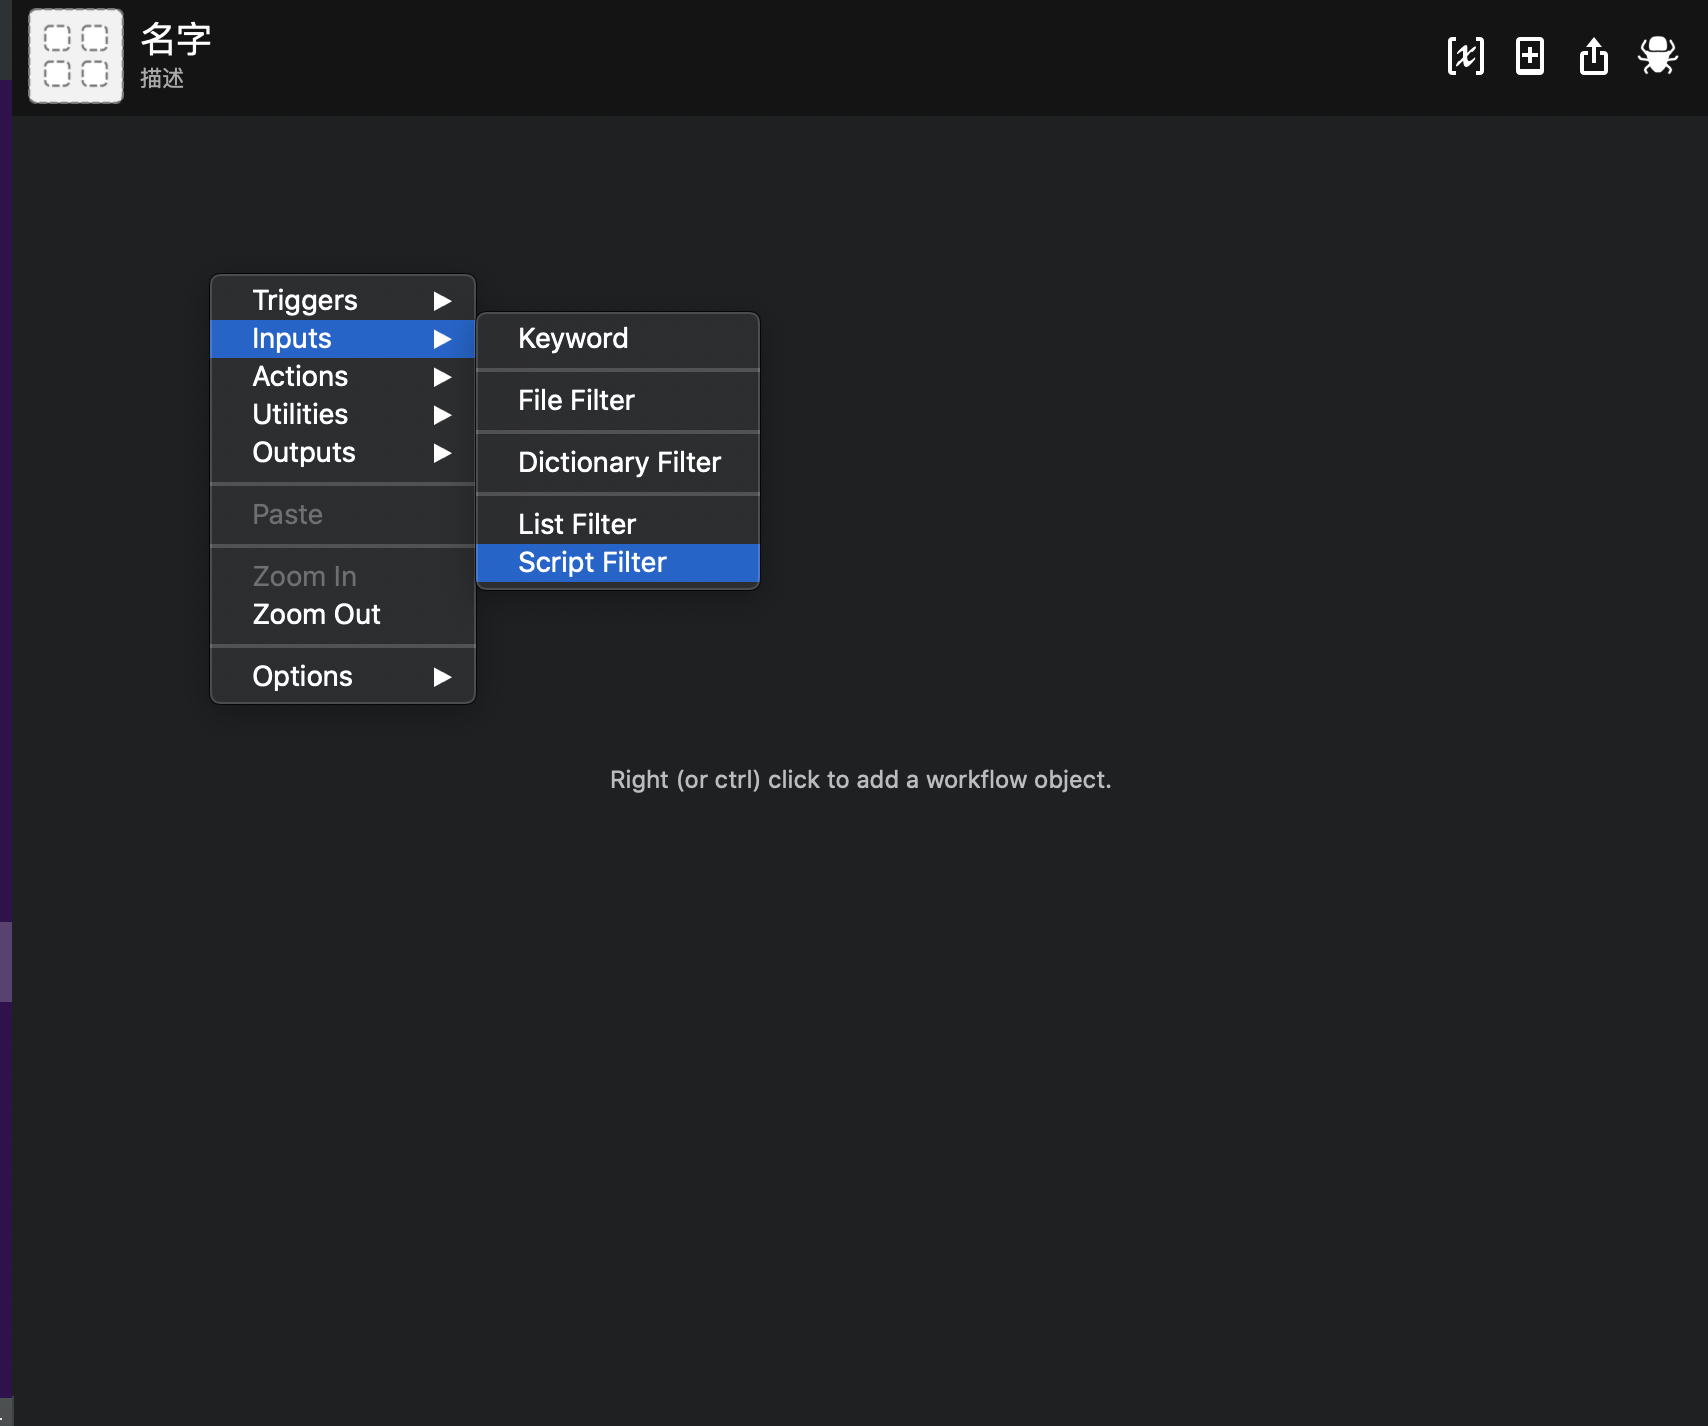 名字
描述
Triggers
Inputs
Actions
Utilities
Outputs
Paste
Zoom In
Zoom Out
Options
Keyword
File Filter
Dictionary Filter
List Filter
Script Filter
Right (or ctrl) click to add a workflow object.